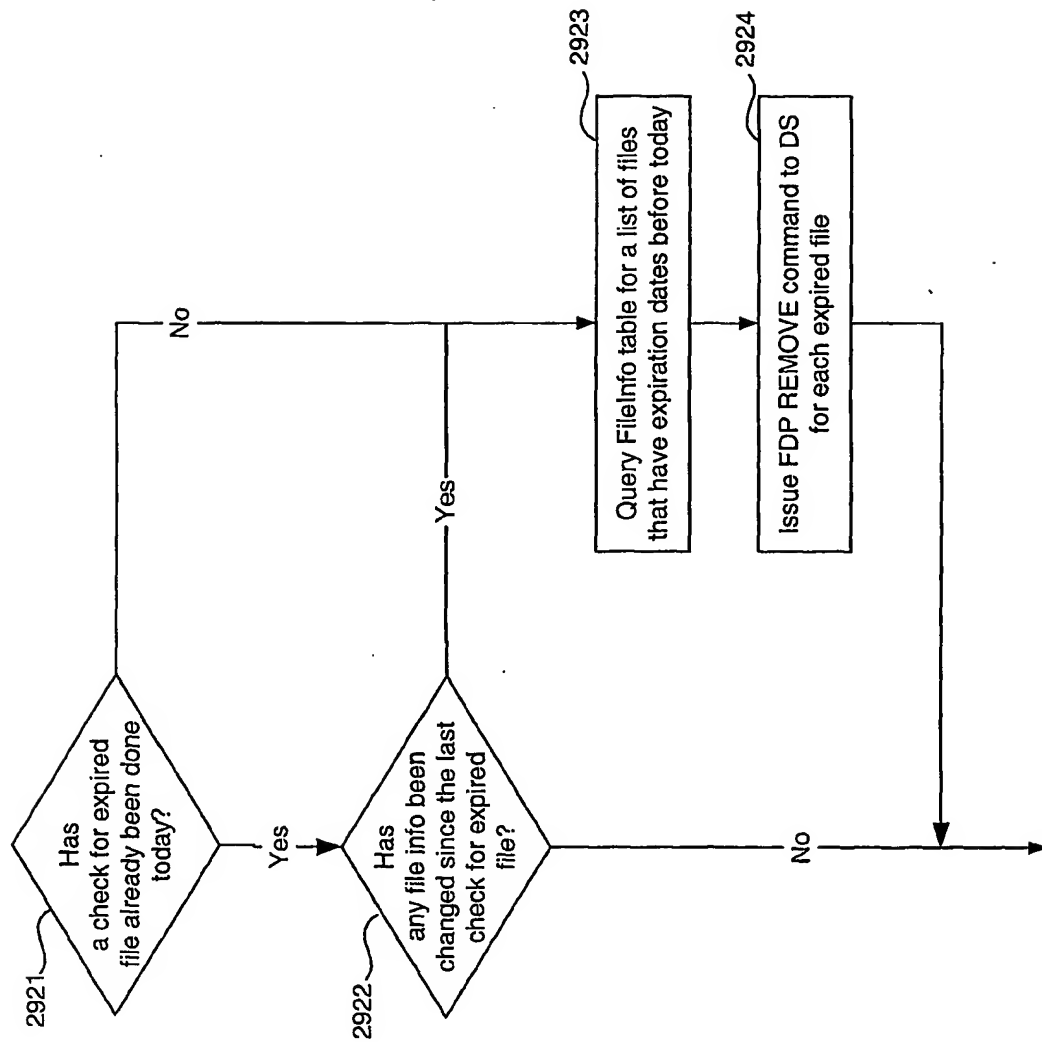 2921
Has
a check for expired
file already been done
today?
No
Yes
2922
Has
any file info been
changed since the last
check for expired
file?
Yes
No
2923
Query FileInfo table for a list of files
that have expiration dates before today
2924
Issue FDP REMOVE command to DS
for each expired file